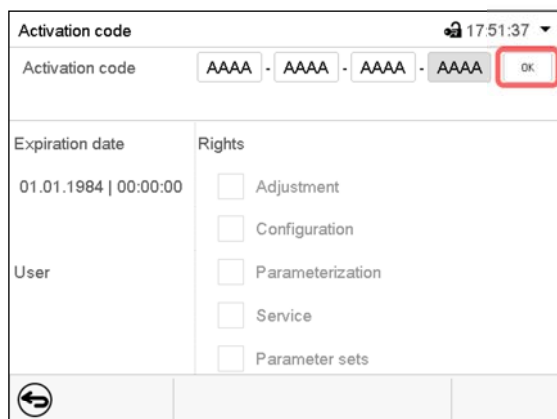 Activation code 17:51:37
Activation code AAAA - AAAA - AAAA - AAAA OK
Expiration date Rights
01.01.1984 | 00:00:00 Adjustment
Configuration
User Parameterization
Service
Parameter sets